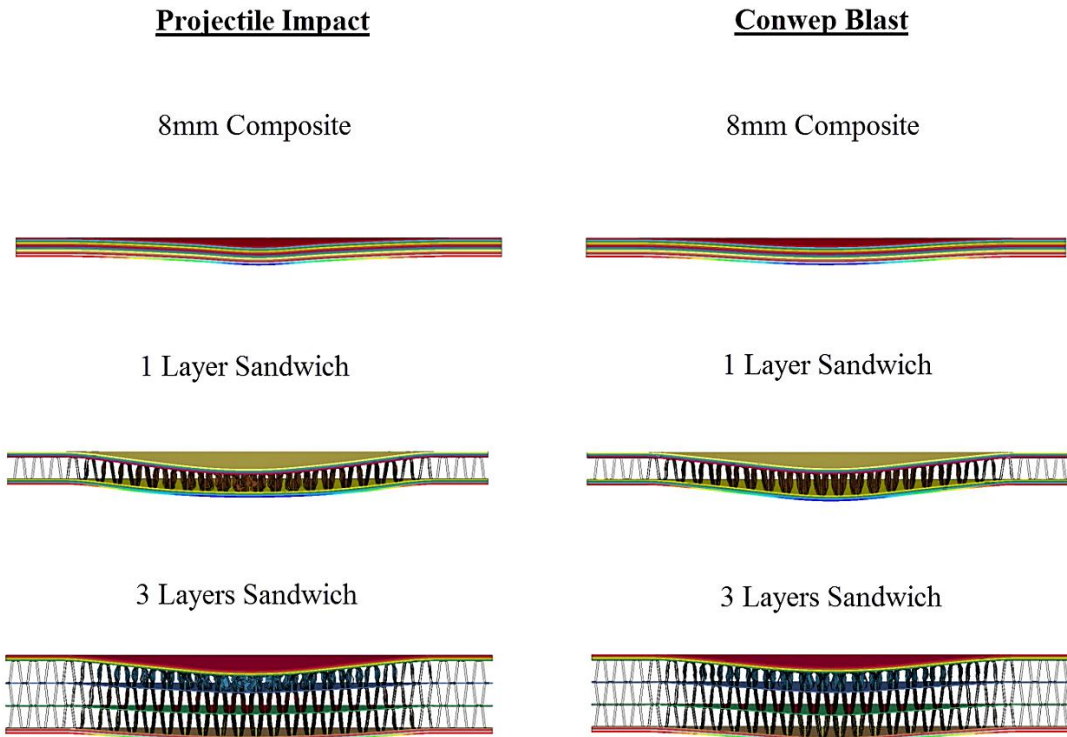 Projectile Impact
Conwep Blast
8mm Composite
8mm Composite
1 Layer Sandwich
1 Layer Sandwich
3 Layers Sandwich
3 Layers Sandwich